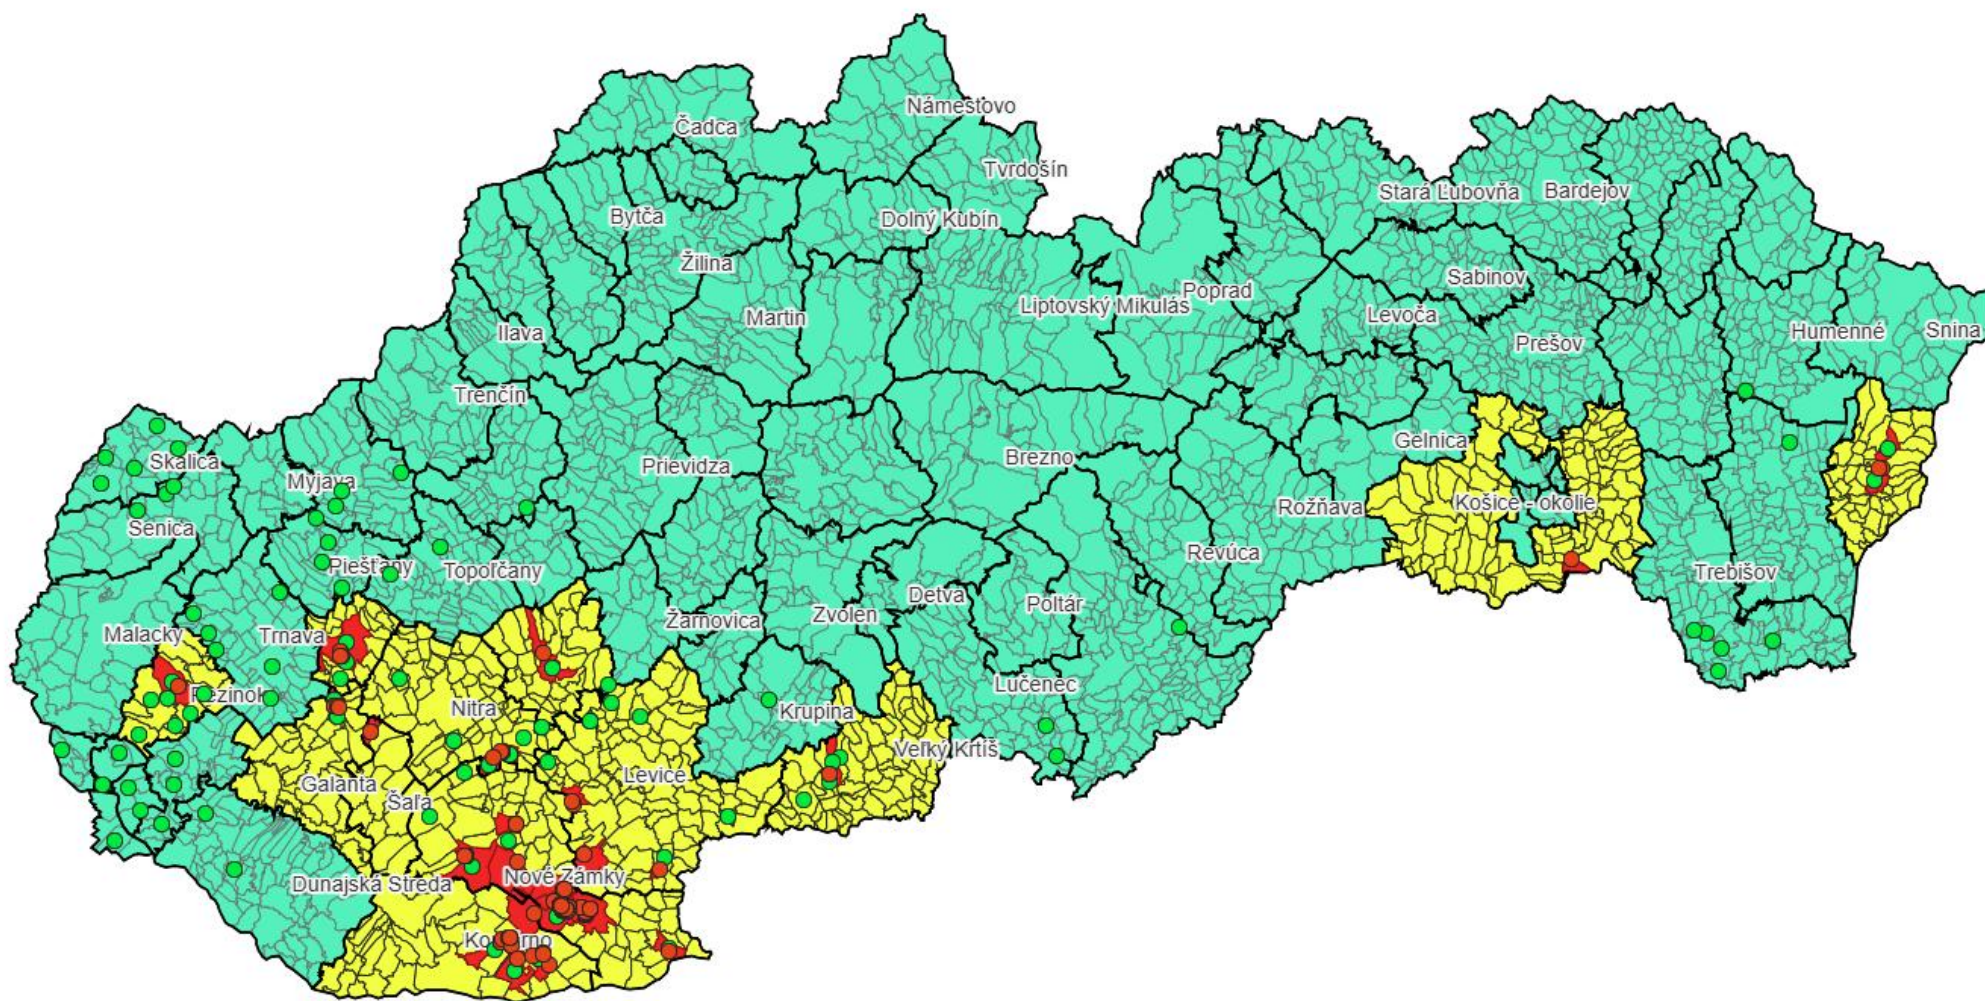 Námestovo
Čadca
Tvrdošín
Stará Ľubovňa
Bardejov
Bytča
Dolný Kubín
Žilina
Sabinov
Poprad
Liptovský Mikuláš
Martin
Levoča
Ilava
Humenné
Snina
Prešov
Trenčín
Gelnica
Brezno
Prievidza
Skalica
Myjava
Košice - okolie
Rožňava
Senica
Revúca
Piešťany
Topoľčany
Trebišov
Detva
Poltár
Zvolen
Žarnovica
Malacky
Trnava
Lučenec
Pezinok
Nitra
Krupina
Veľký Krtíš
Levice
Galanta
Šaľa
Nové Zámky
Dunajská Streda
Komárno